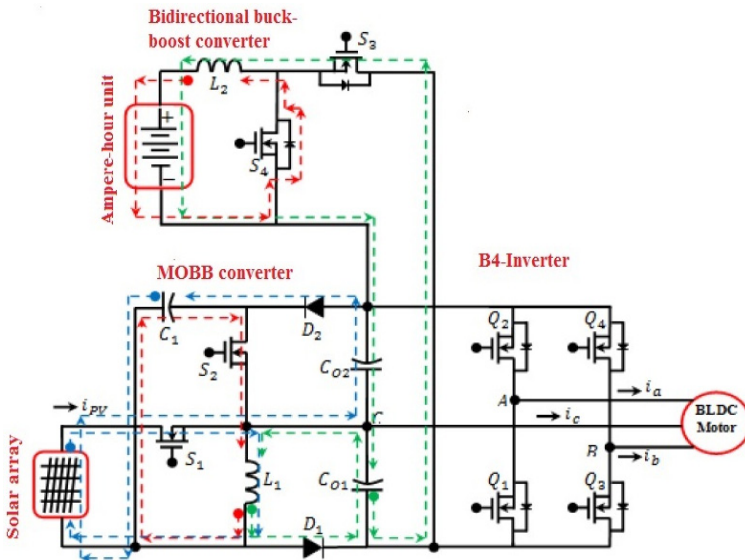 Bidirectional buck-
boost converter
S3
L2
Ampere-hour unit
+
−
S4
MOBB converter
B4-Inverter
C1
D2
Q2
Q4
S2
CO2
iPV
A
ia
C
ic
BLDC
Motor
S1
B
ib
Solar array
L1
CO1
Q1
Q3
D1